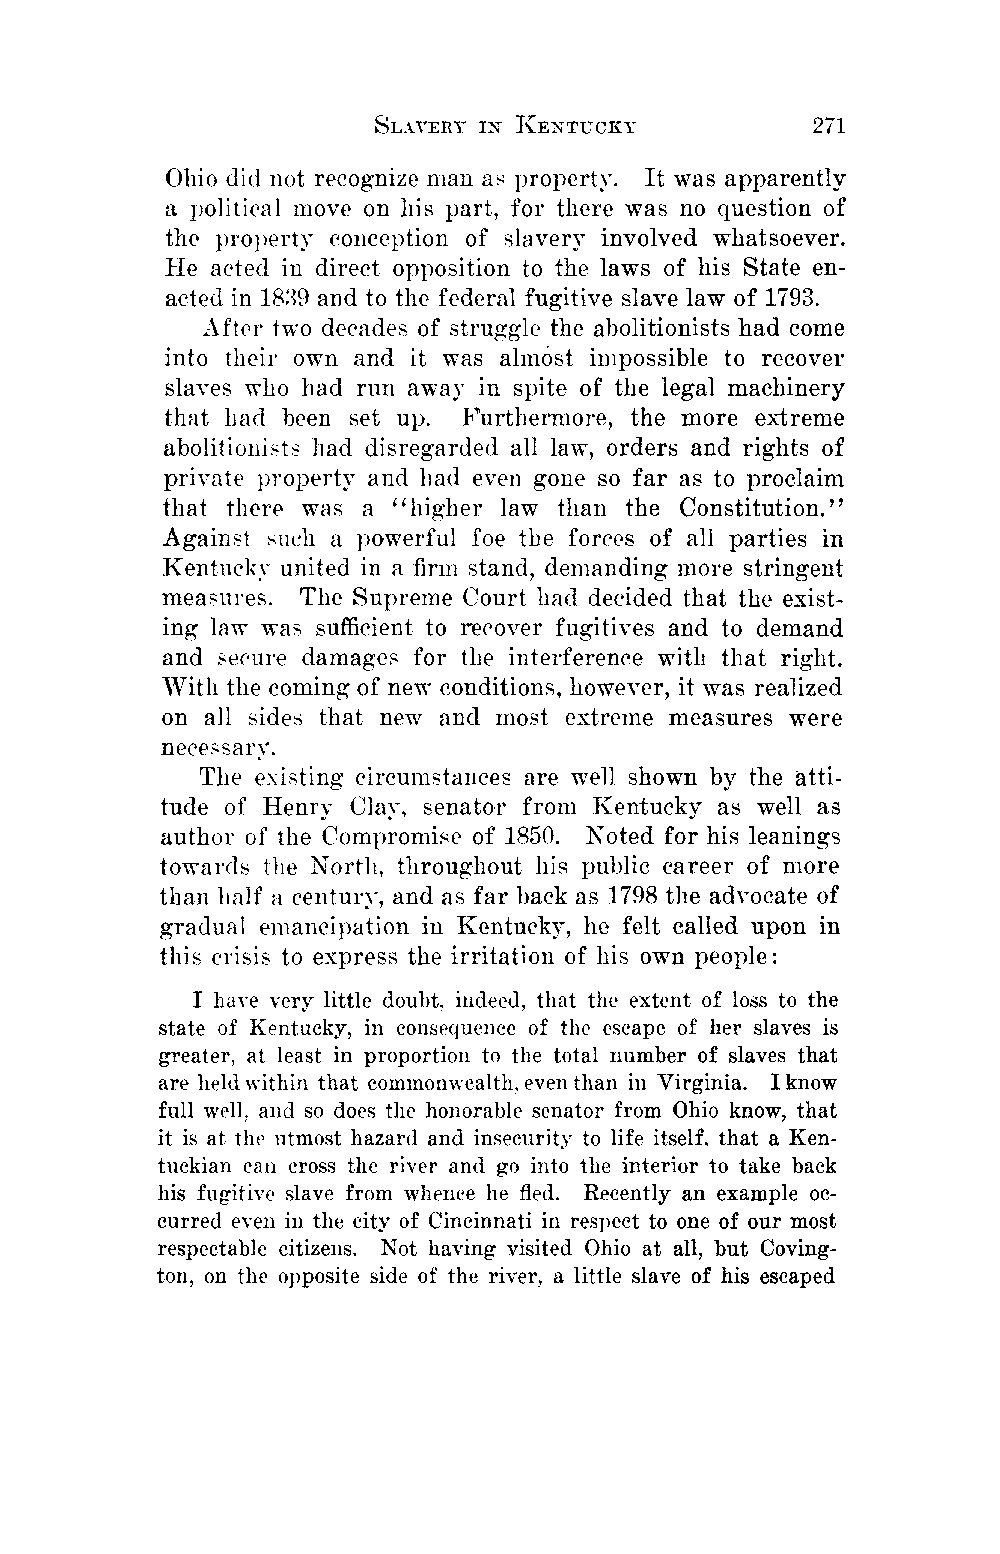 SLAVERY IN KENTUCKY 271
Ohio did not recognize man as property. It was apparently
a political move on his part, for there was no question of
the property conception of slavery involved whatsoever.
He acted in direct opposition to the laws of his State en-
acted in 1839 and to the federal fugitive slave law of 1793.
After two decades of struggle the abolitionists had come
into their own and it was almost impossible to recover
slaves who had run away in spite of the legal machinery
that had been set up. Furthermore, the more extreme
abolitionists had disregarded all law, orders and rights of
private property and had even gone so far as to proclaim
that there was a “higher law than the Constitution.”
Against such a powerful foe the forces of all parties in
Kentucky united in a firm stand, demanding more stringent
measures. The Supreme Court had decided that the exist-
ing law was sufficient to recover fugitives and to demand
and secure damages for the interference with that right.
With the coming of new conditions, however, it was realized
on all sides that new and most extreme measures were
necessary.
The existing circumstances are well shown by the atti-
tude of Henry Clay, senator from Kentucky as well as
author of the Compromise of 1850. Noted for his leanings
towards the North, throughout his public career of more
than half a century, and as far back as 1798 the advocate of
gradual emancipation in Kentucky, he felt called upon in
this crisis to express the irritation of his own people:
I have very little doubt, indeed, that the extent of loss to the
state of Kentucky, in consequence of the escape of her slaves is
greater, at least in proportion to the total number of slaves that
are held within that commonwealth, even than in Virginia. I know
full well, and so does the honorable senator from Ohio know, that
it is at the utmost hazard and insecurity to life itself, that a Ken-
tuckian can cross the river and go into the interior to take back
his fugitive slave from whence he fled. Recently an example oc-
curred even in the city of Cincinnati in respect to one of our most
respectable citizens. Not having visited Ohio at all, but Coving-
ton, on the opposite side of the river, a little slave of his escaped